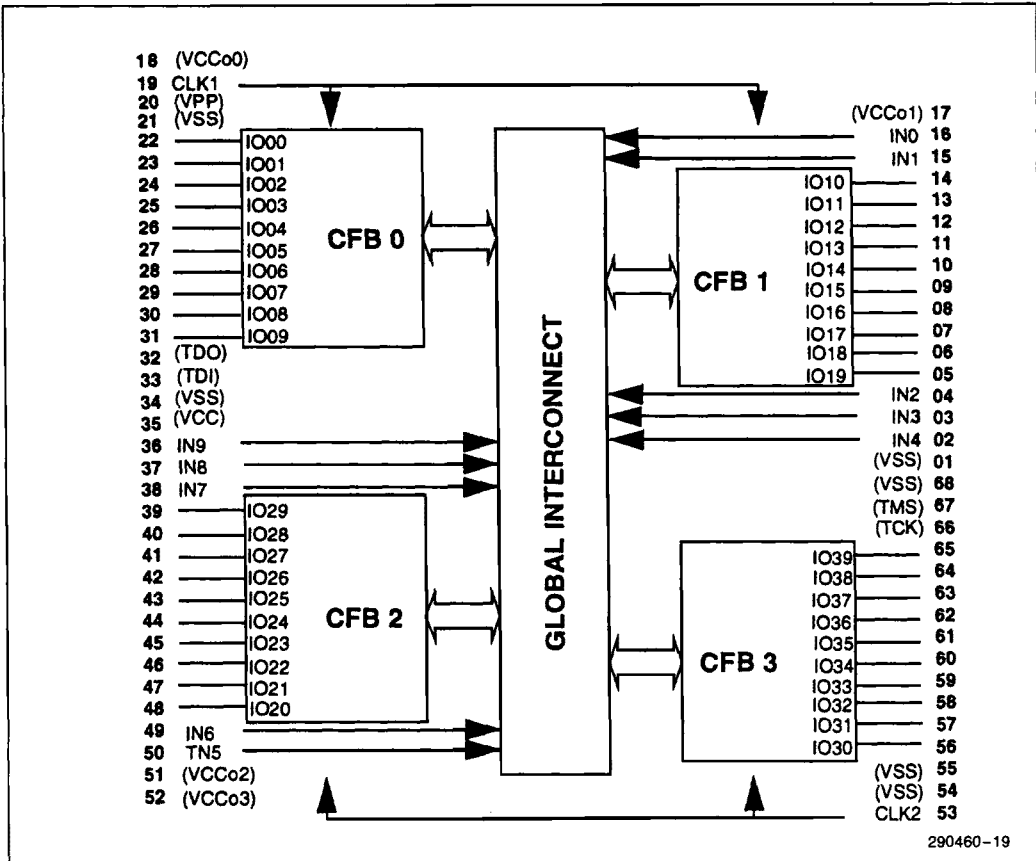 18 (VCCo0)
19 CLK1
20 (VPP)
21 (VSS)
22 IO00
23 IO01
24 IO02
25 IO03
26 IO04
27 IO05
28 IO06
29 IO07
30 IO08
31 IO09
32 (TDO)
33 (TDI)
34 (VSS)
35 (VCC)
36 IN9
37 IN8
38 IN7
39 IO29
40 IO28
41 IO27
42 IO26
43 IO25
44 IO24
45 IO23
46 IO22
47 IO21
48 IO20
49 IN6
50 TN5
51 (VCCo2)
52 (VCCo3)
CFB 0
CFB 2
GLOBAL INTERCONNECT
CFB 1
CFB 3
(VCCo1) 17
IN0 16
IN1 15
IO10 14
IO11 13
IO12 12
IO13 11
IO14 10
IO15 09
IO16 08
IO17 07
IO18 06
IO19 05
IN2 04
IN3 03
IN4 02
(VSS) 01
(VSS) 68
(TMS) 67
(TCK) 66
IO39 65
IO38 64
IO37 63
IO36 62
IO35 61
IO34 60
IO33 59
IO32 58
IO31 57
IO30 56
(VSS) 55
(VSS) 54
CLK2 53
290460-19